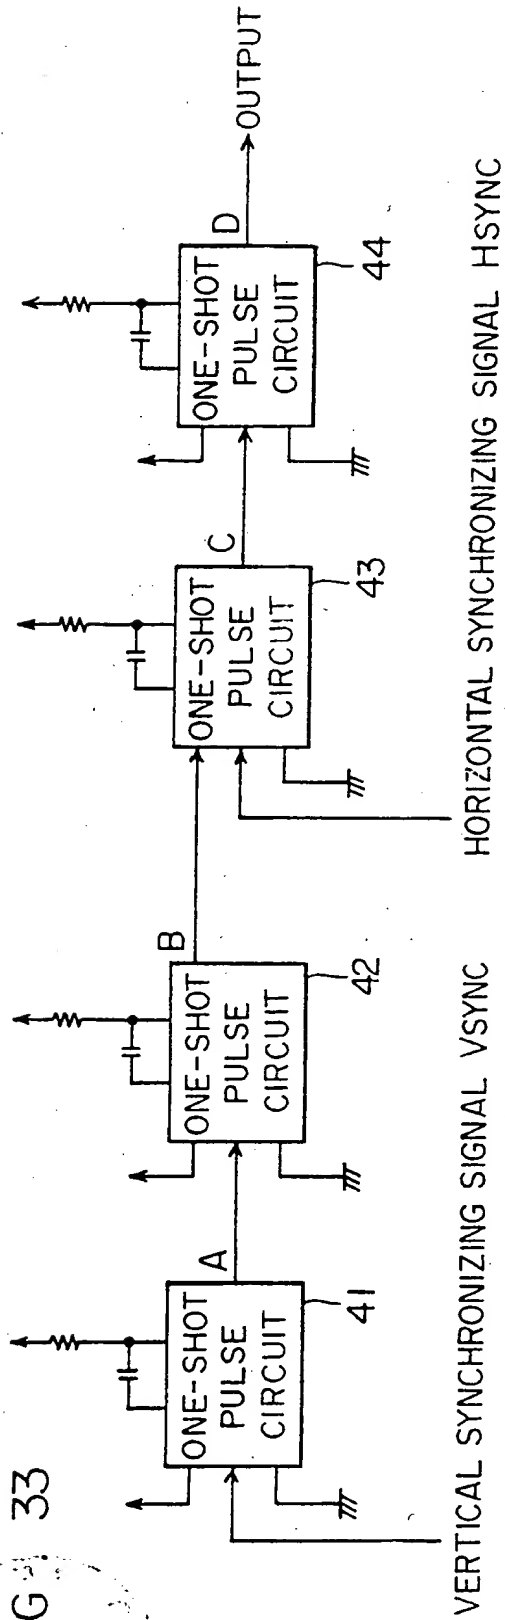 G 33
ONE-SHOT
PULSE
CIRCUIT
41
A
ONE-SHOT
PULSE
CIRCUIT
42
B
ONE-SHOT
PULSE
CIRCUIT
43
C
ONE-SHOT
PULSE
CIRCUIT
44
D
OUTPUT
VERTICAL SYNCHRONIZING SIGNAL VSYNC
HORIZONTAL SYNCHRONIZING SIGNAL HSYNC